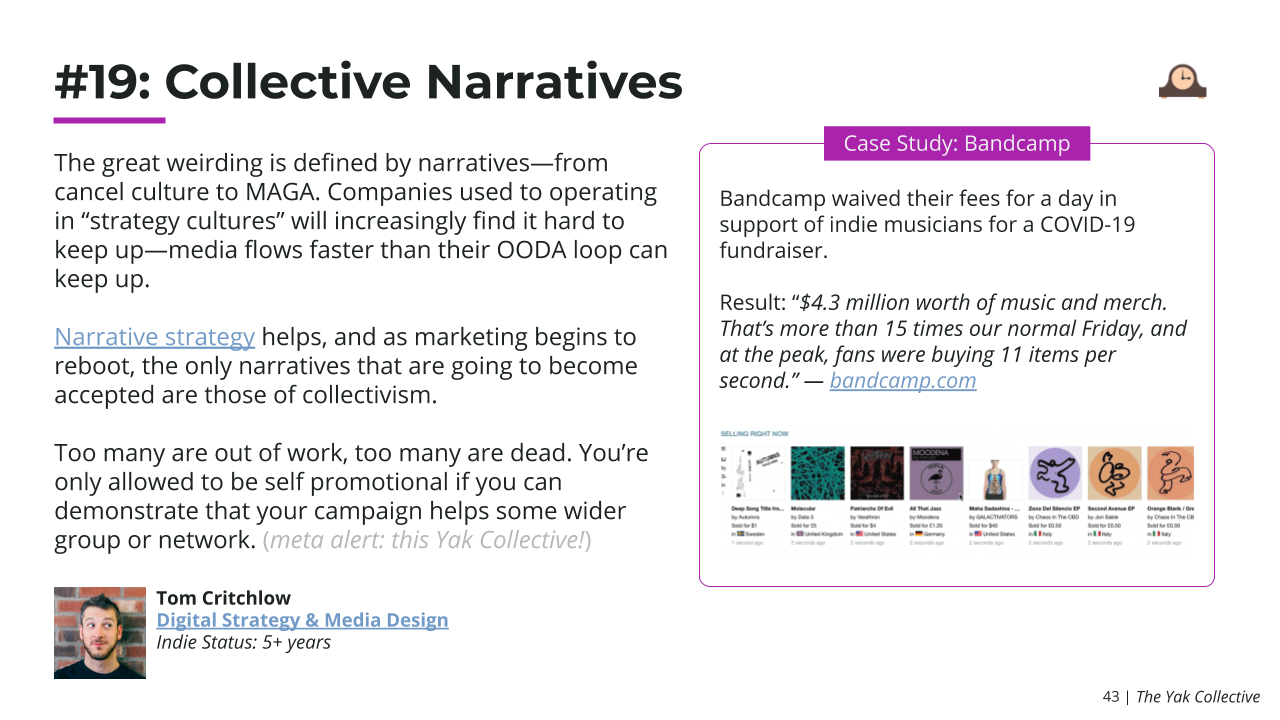 #19: Collective Narratives
The great weirding is defined by narratives—from
cancel culture to MAGA. Companies used to operating
in “strategy cultures” will increasingly find it hard to
keep up—media flows faster than their OODA loop can
keep up.
Narrative strategy helps, and as marketing begins to
reboot, the only narratives that are going to become
accepted are those of collectivism.
Too many are out of work, too many are dead. You’re
only allowed to be self promotional if you can
demonstrate that your campaign helps some wider
group or network. (meta alert: this Yak Collective!)
Tom Critchlow
Digital Strategy & Media Design
Indie Status: 5+ years
Case Study: Bandcamp
Bandcamp waived their fees for a day in
support of indie musicians for a COVID-19
fundraiser.
Result: “$4.3 million worth of music and merch.
That’s more than 15 times our normal Friday, and
at the peak, fans were buying 11 items per
second.” — bandcamp.com
SELLING RIGHT NOW
AUTUMNS
MOODENA
Deep Song Title fro... Molecular Patriarchs Of Evil All That Jazz Maha Sadashiva - ... Zona Del Silencio EP Second Avenue EP Orange Blank / Gre
by Autumns by Data 3 by Verathmn by Moodena by GALACTIVATORS by Chaos In The CBD by Jon Sable by Chaos In The CB
Sold for $1 Sold for £5 Sold for $4 Sold for £1.20 Sold for $40 Sold for £0.50 Sold for £0.50 Sold for £0.90
in Sweden in United Kingdom in United States in Germany in United States in Italy in Italy in Italy
1 second ago 2 seconds ago 2 seconds ago 2 seconds ago 2 seconds ago 2 seconds ago 2 seconds ago 2 seconds ago
43 | The Yak Collective